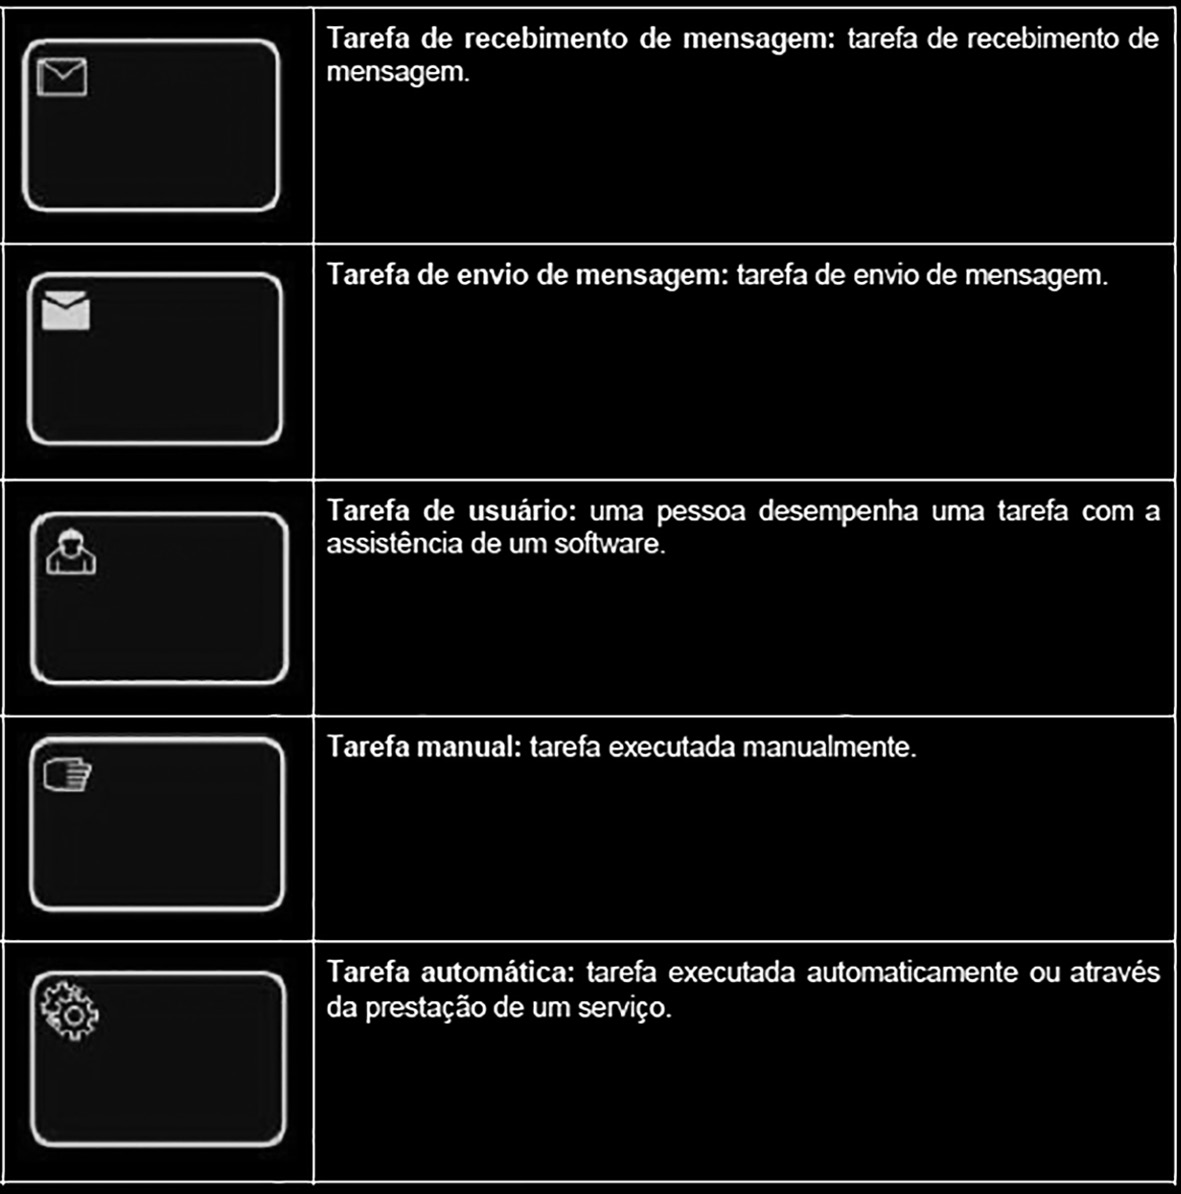 Tarefa de recebimento de mensagem: tarefa de recebimento de
mensagem.
Tarefa de envio de mensagem: tarefa de envio de mensagem.
Tarefa de usuário: uma pessoa desempenha uma tarefa com a
assistência de um software.
Tarefa manual: tarefa executada manualmente.
Tarefa automática: tarefa executada automaticamente ou através
da prestação de um serviço.